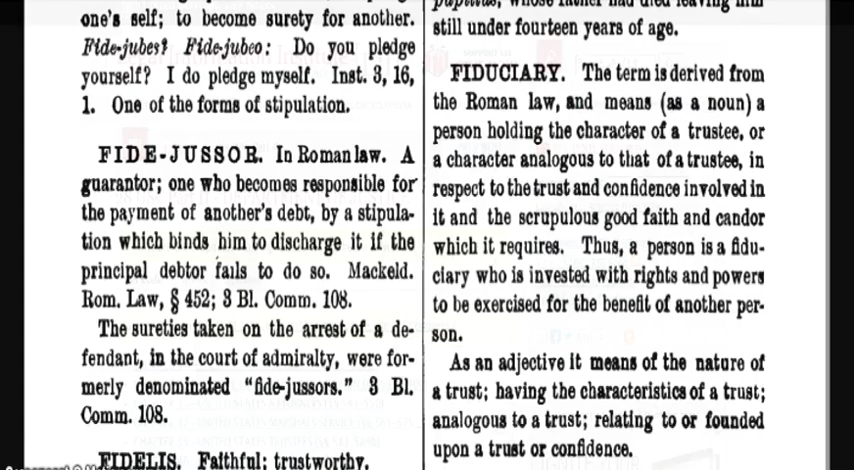 one's self; to become surety for another.
Fide-jubes? Fide-jubeo: Do you pledge
yourself? I do pledge myself. Inst. 3, 16,
1. One of the forms of stipulation.
FIDE-JUSSOR. In Roman law. A
guarantor; one who becomes responsible for
the payment of another's debt, by a stipula-
tion which binds him to discharge it if the
principal debtor fails to do so. Mackeld.
Rom. Law, § 452; 3 Bl. Comm. 108.
The sureties taken on the arrest of a de-
fendant, in the court of admiralty, were for-
merly denominated "fide-jussors." 3 Bl.
Comm. 108.
FIDELIS. Faithful; trustworthy.
pupillus, whose father had died leaving him
still under fourteen years of age.
FIDUCIARY. The term is derived from
the Roman law, and means (as a noun) a
person holding the character of a trustee, or
a character analogous to that of a trustee, in
respect to the trust and confidence involved in
it and the scrupulous good faith and candor
which it requires. Thus, a person is a fidu-
ciary who is invested with rights and powers
to be exercised for the benefit of another per-
son.
As an adjective it means of the nature of
a trust; having the characteristics of a trust;
analogous to a trust; relating to or founded
upon a trust or confidence.